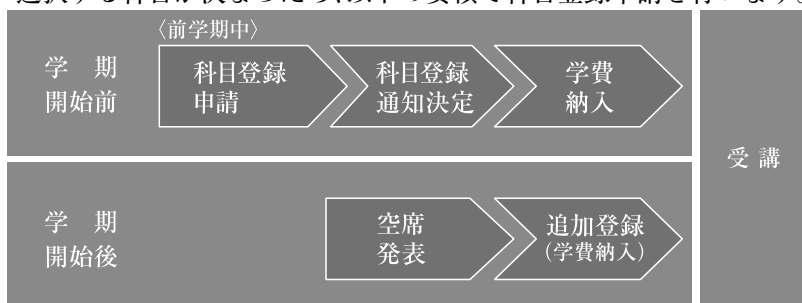 〈前学期中〉
学 期
開始前
科目登録
申請
科目登録
通知決定
学費
納入
受 講
学 期
開始後
空席
発表
追加登録
(学費納入)